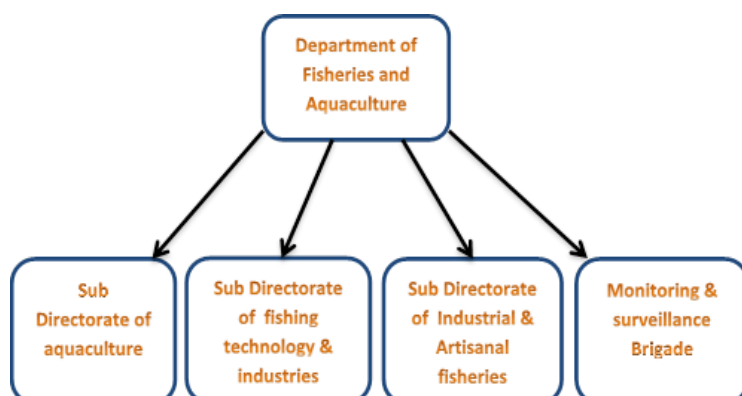 Department of
Fisheries and
Aquaculture
Sub
Directorate of
aquaculture
Sub Directorate
of fishing
technology &
industries
Sub Directorate
of Industrial &
Artisanal
fisheries
Monitoring &
surveillance
Brigade